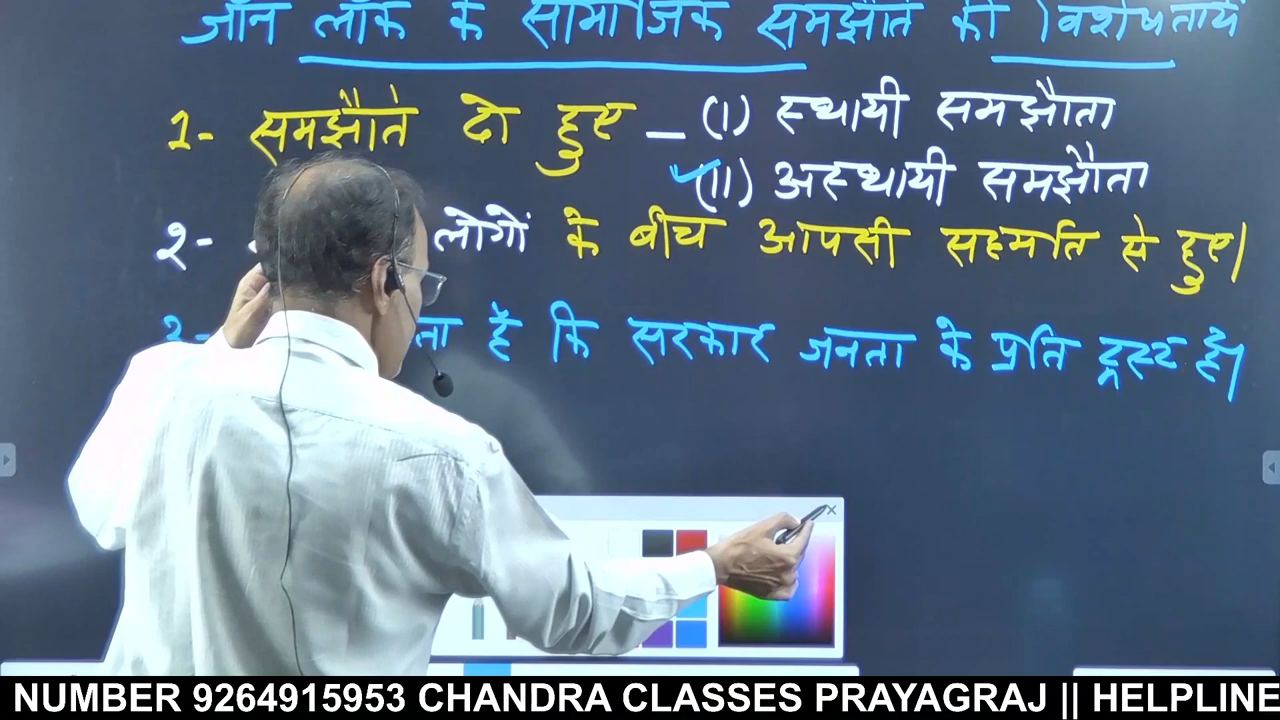 जॉन लॉक के सामाजिक समझौते की विशेषतायें
1- समझौते दो हुए – (I) स्थायी समझौता
(II) अस्थायी समझौता
2- लोगों के बीच आपसी सहमति से हुए।
3- है कि सरकार जनता के प्रति ट्रस्ट है।
NUMBER 9264915953 CHANDRA CLASSES PRAYAGRAJ || HELPLINE